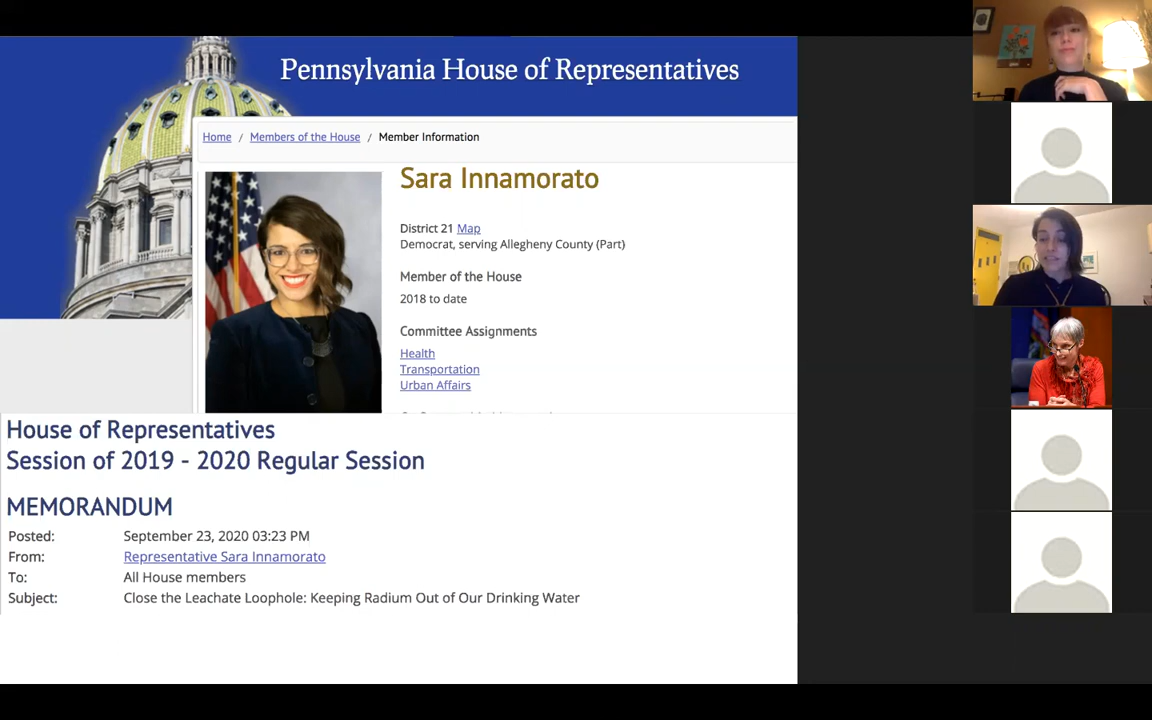 Pennsylvania House of Representatives
Home / Members of the House / Member Information
Sara Innamorato
District 21 Map
Democrat, serving Allegheny County (Part)
Member of the House
2018 to date
Committee Assignments
Health
Transportation
Urban Affairs
House of Representatives
Session of 2019 - 2020 Regular Session
MEMORANDUM
Posted: September 23, 2020 03:23 PM
From: Representative Sara Innamorato
To: All House members
Subject: Close the Leachate Loophole: Keeping Radium Out of Our Drinking Water